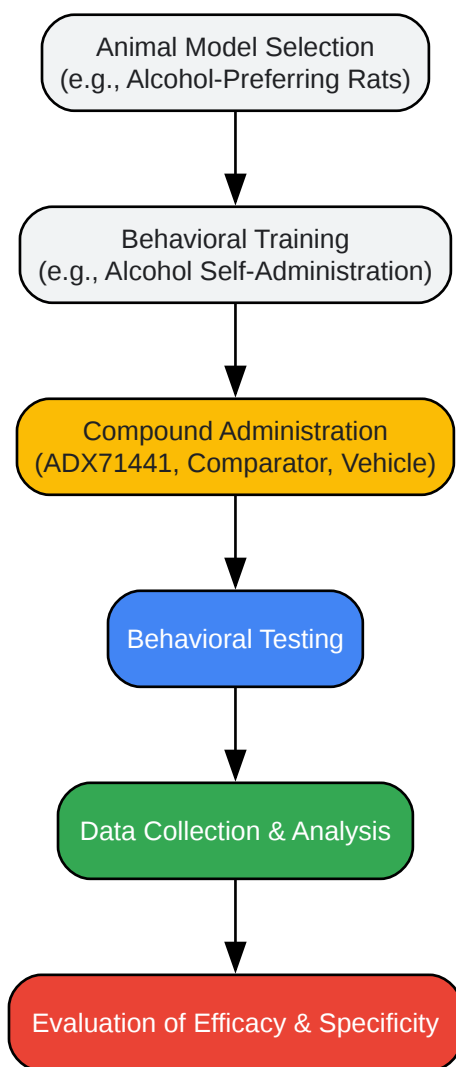 Animal Model Selection
(e.g., Alcohol-Preferring Rats)
Behavioral Training
(e.g., Alcohol Self-Administration)
Compound Administration
(ADX71441, Comparator, Vehicle)
Behavioral Testing
Data Collection & Analysis
Evaluation of Efficacy & Specificity